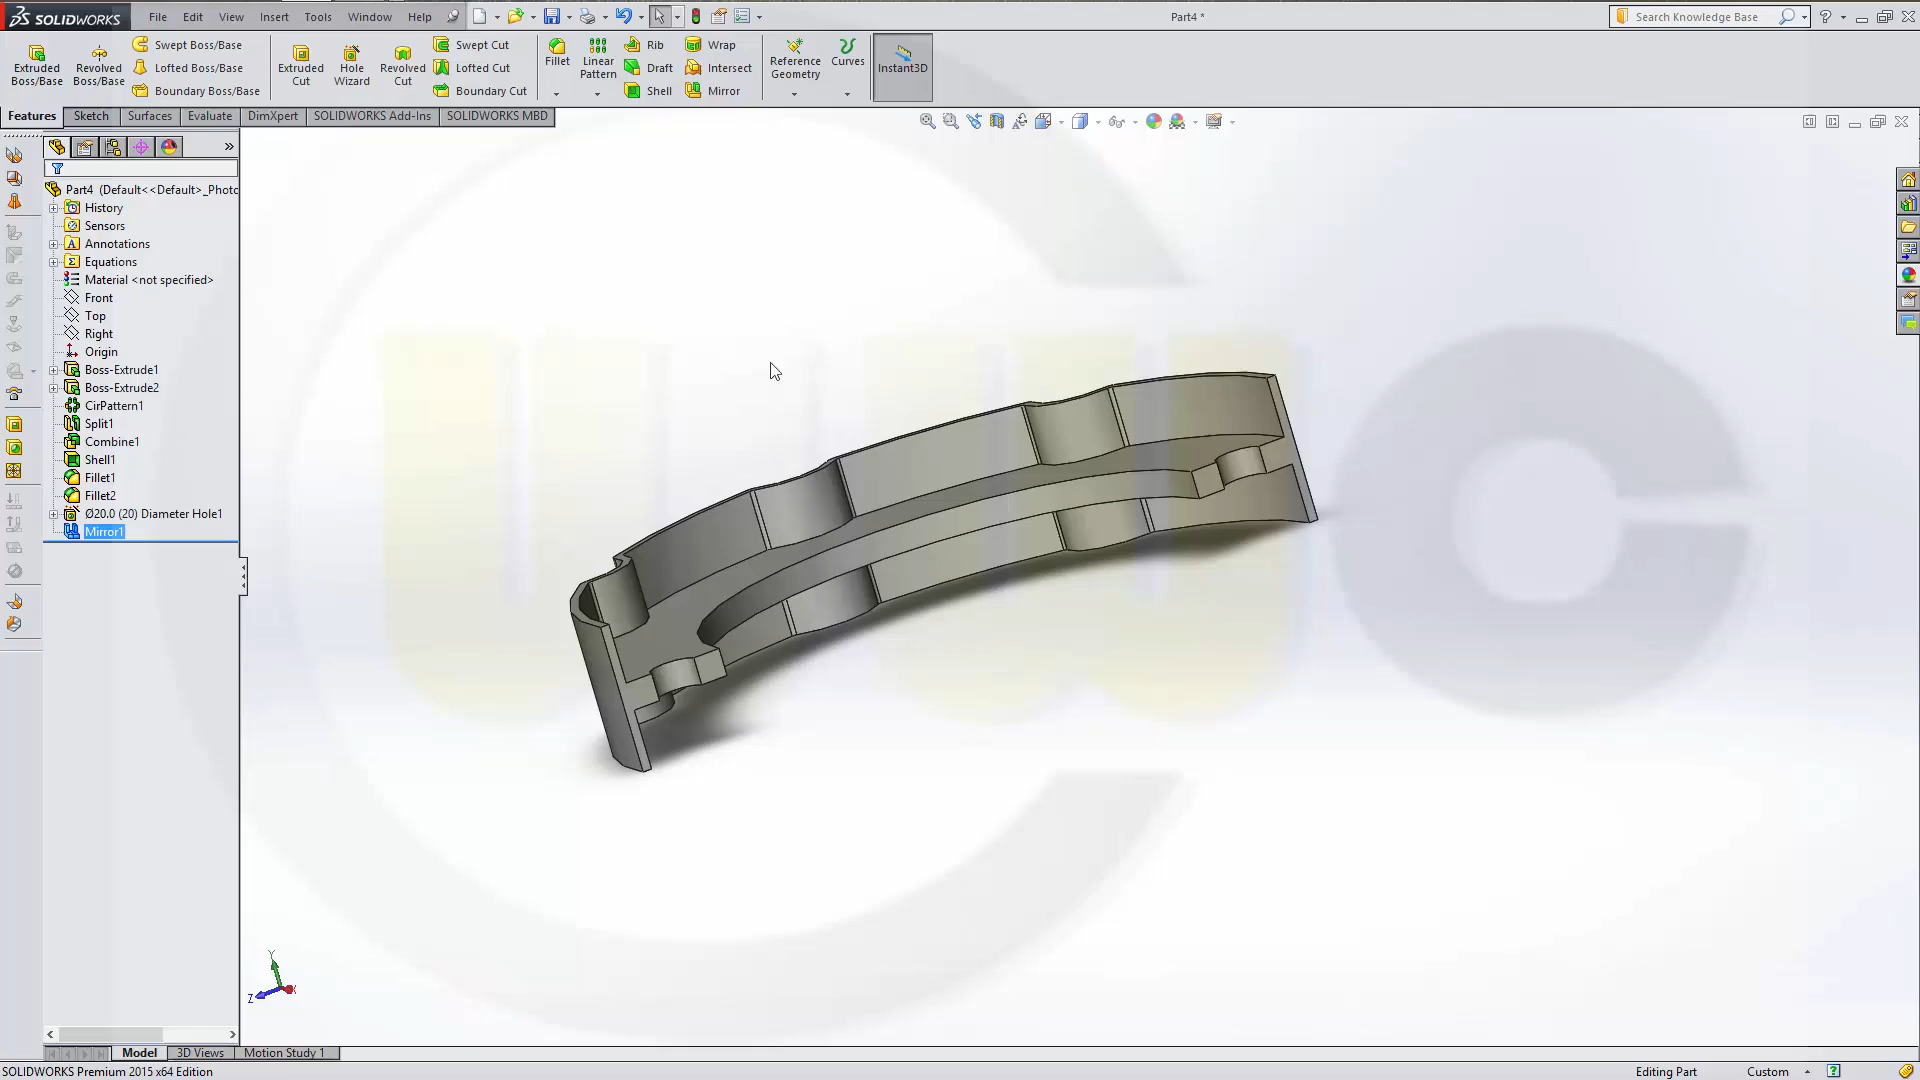 SOLIDWORKS File Edit View Insert Tools Window Help Part4 * Search Knowledge Base
Extruded Boss/Base
Revolved Boss/Base
Swept Boss/Base
Lofted Boss/Base
Boundary Boss/Base
Extruded Cut
Hole Wizard
Revolved Cut
Swept Cut
Lofted Cut
Boundary Cut
Fillet
Linear Pattern
Rib
Draft
Shell
Wrap
Intersect
Mirror
Reference Geometry
Curves
Instant3D
Features Sketch Surfaces Evaluate DimXpert SOLIDWORKS Add-Ins SOLIDWORKS MBD
Part4 (Default<<Default>_Photo
History
Sensors
Annotations
Equations
Material <not specified>
Front
Top
Right
Origin
Boss-Extrude1
Boss-Extrude2
CirPattern1
Split1
Combine1
Shell1
Fillet1
Fillet2
Ø20.0 (20) Diameter Hole1
Mirror1
Y
Z X
Model 3D Views Motion Study 1
SOLIDWORKS Premium 2015 x64 Edition Editing Part Custom